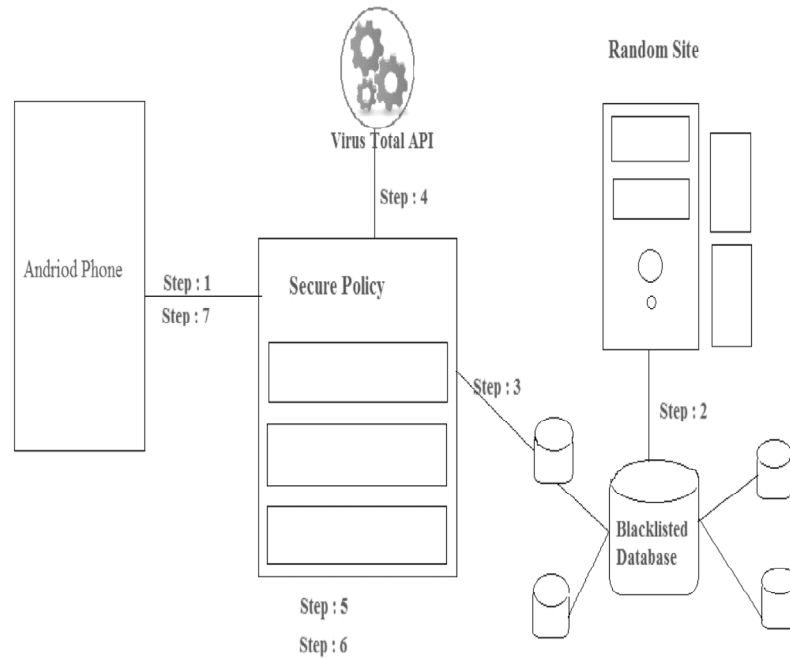 Random Site
Virus Total API
Step : 4
Andriod Phone
Step : 1
Secure Policy
Step : 7
Step : 3
Step : 2
Blacklisted
Database
Step : 5
Step : 6